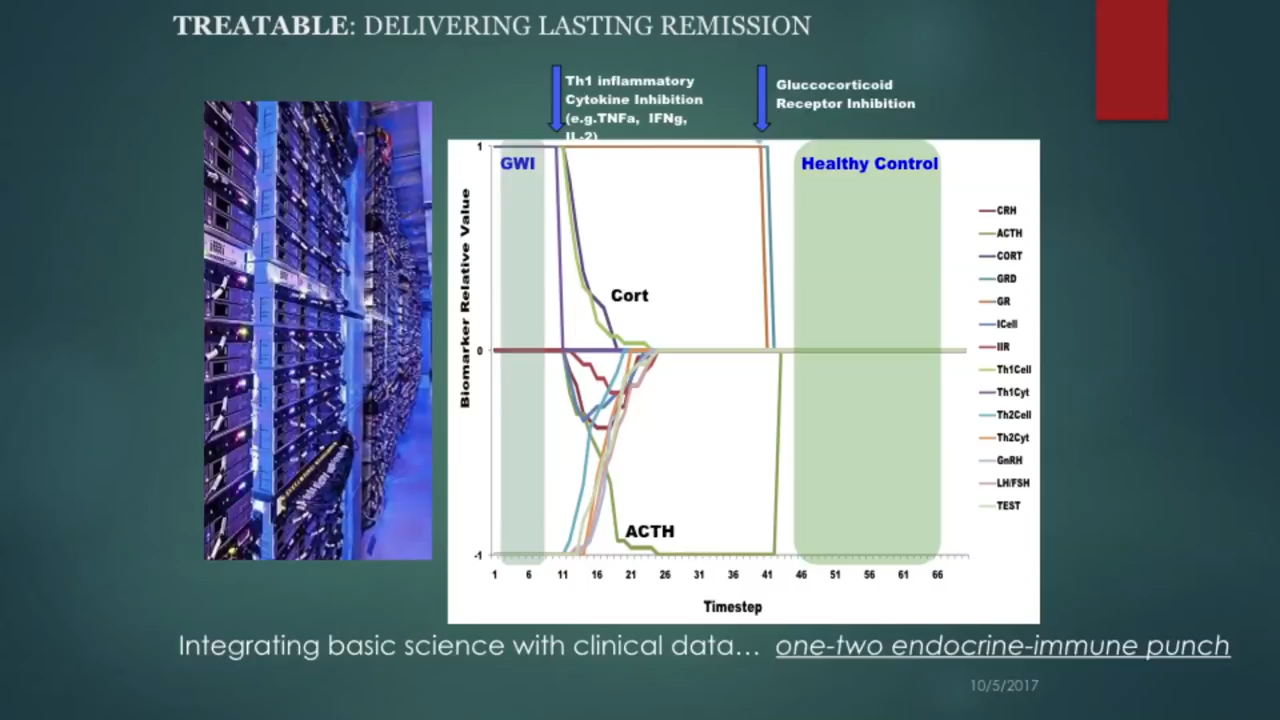 TREATABLE: DELIVERING LASTING REMISSION
Th1 inflammatory
Cytokine Inhibition
(e.g.TNFa, IFNg,
IL-2)
Gluccocorticoid
Receptor Inhibition
GWI
Healthy Control
Biomarker Relative Value
1
0
-1
Cort
ACTH
CRH
ACTH
CORT
GRD
GR
ICell
IIR
Th1Cell
Th1Cyt
Th2Cell
Th2Cyt
GnRH
LH/FSH
TEST
1 6 11 16 21 26 31 36 41 46 51 56 61 66
Timestep
Integrating basic science with clinical data… one-two endocrine-immune punch
10/5/2017